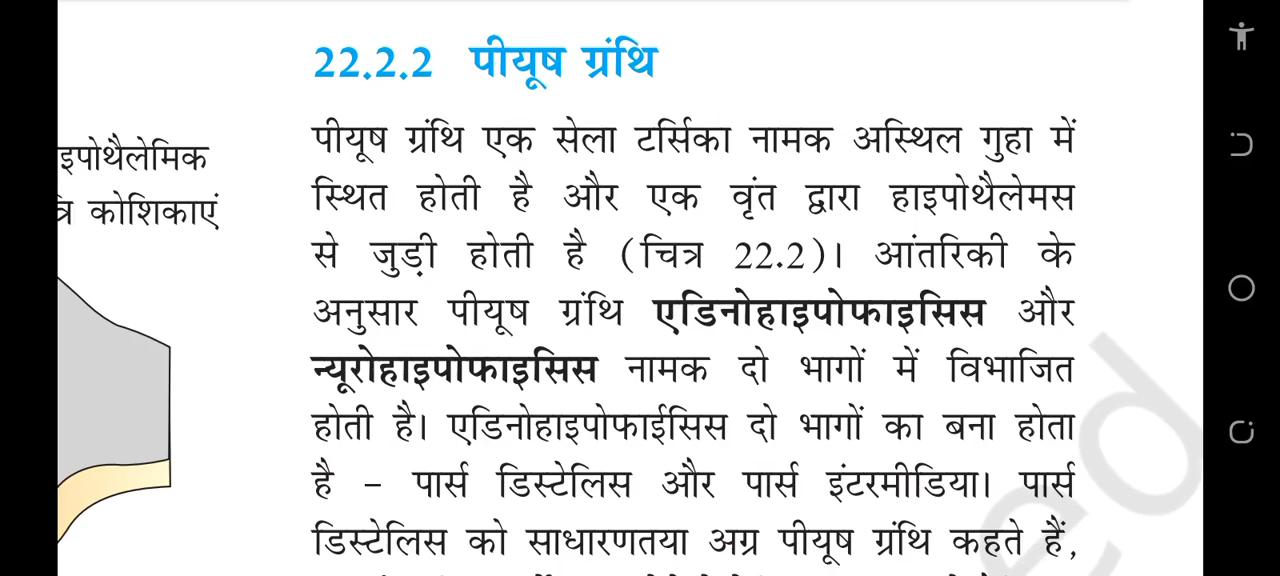 22.2.2 पीयूष ग्रंथि
पीयूष ग्रंथि एक सेला टर्सिका नामक अस्थिल गुहा में
इपोथैलेमिक
स्थित होती है और एक वृंत द्वारा हाइपोथैलेमस
कोशिकाएं
से जुड़ी होती है (चित्र 22.2)। आंतरिकी के
अनुसार पीयूष ग्रंथि एडिनोहाइपोफाइसिस और
न्यूरोहाइपोफाइसिस नामक दो भागों में विभाजित
होती है। एडिनोहाइपोफाईसिस दो भागों का बना होता
है – पार्स डिस्टेलिस और पार्स इंटरमीडिया। पार्स
डिस्टेलिस को साधारणतया अग्र पीयूष ग्रंथि कहते हैं,